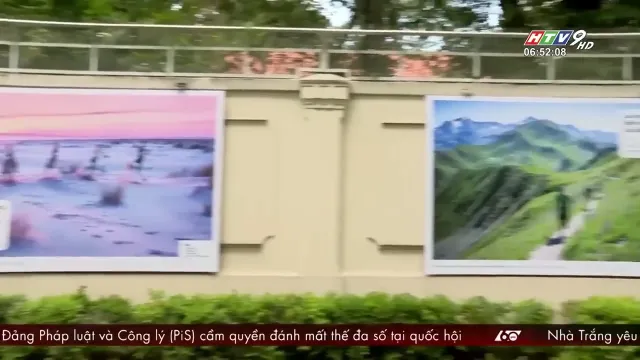 HTV9 HD
06:52:08
Đảng Pháp luật và Công lý (PiS) cầm quyền đánh mất thế đa số tại quốc hội 60 Nhà Trắng yêu